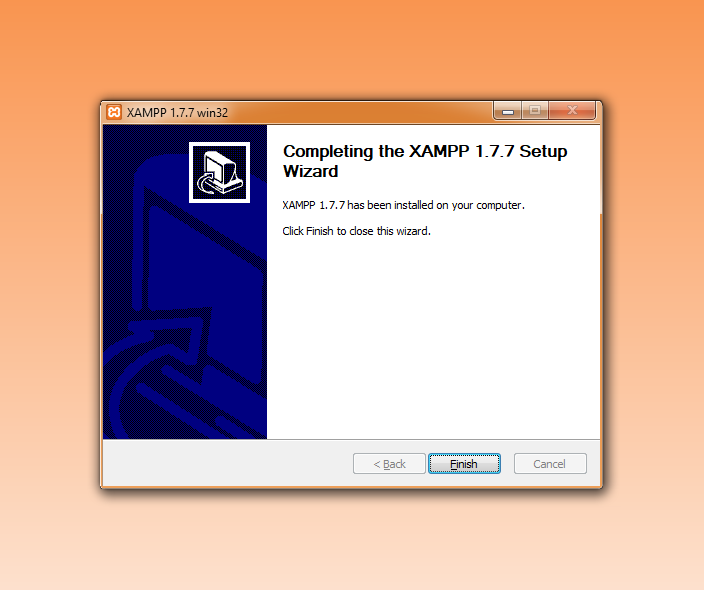 XAMPP 1.7.7 win32
Completing the XAMPP 1.7.7 Setup
Wizard
XAMPP 1.7.7 has been installed on your computer.
Click Finish to close this wizard.
< Back
Finish
Cancel